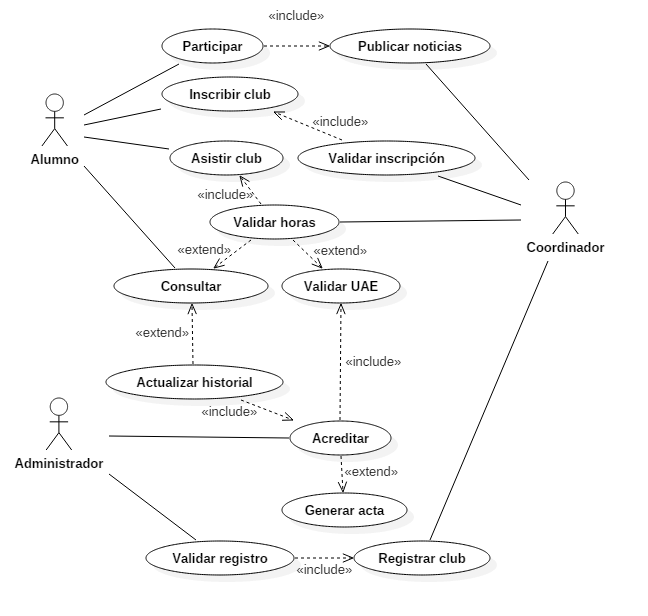 «include»
Participar
Publicar noticias
Inscribir club
«include»
Alumno
Asistir club
Validar inscripción
«include»
Validar horas
Coordinador
«extend»
«extend»
Consultar
Validar UAE
«extend»
«include»
Actualizar historial
«include»
Acreditar
Administrador
«extend»
Generar acta
Validar registro
Registrar club
«include»